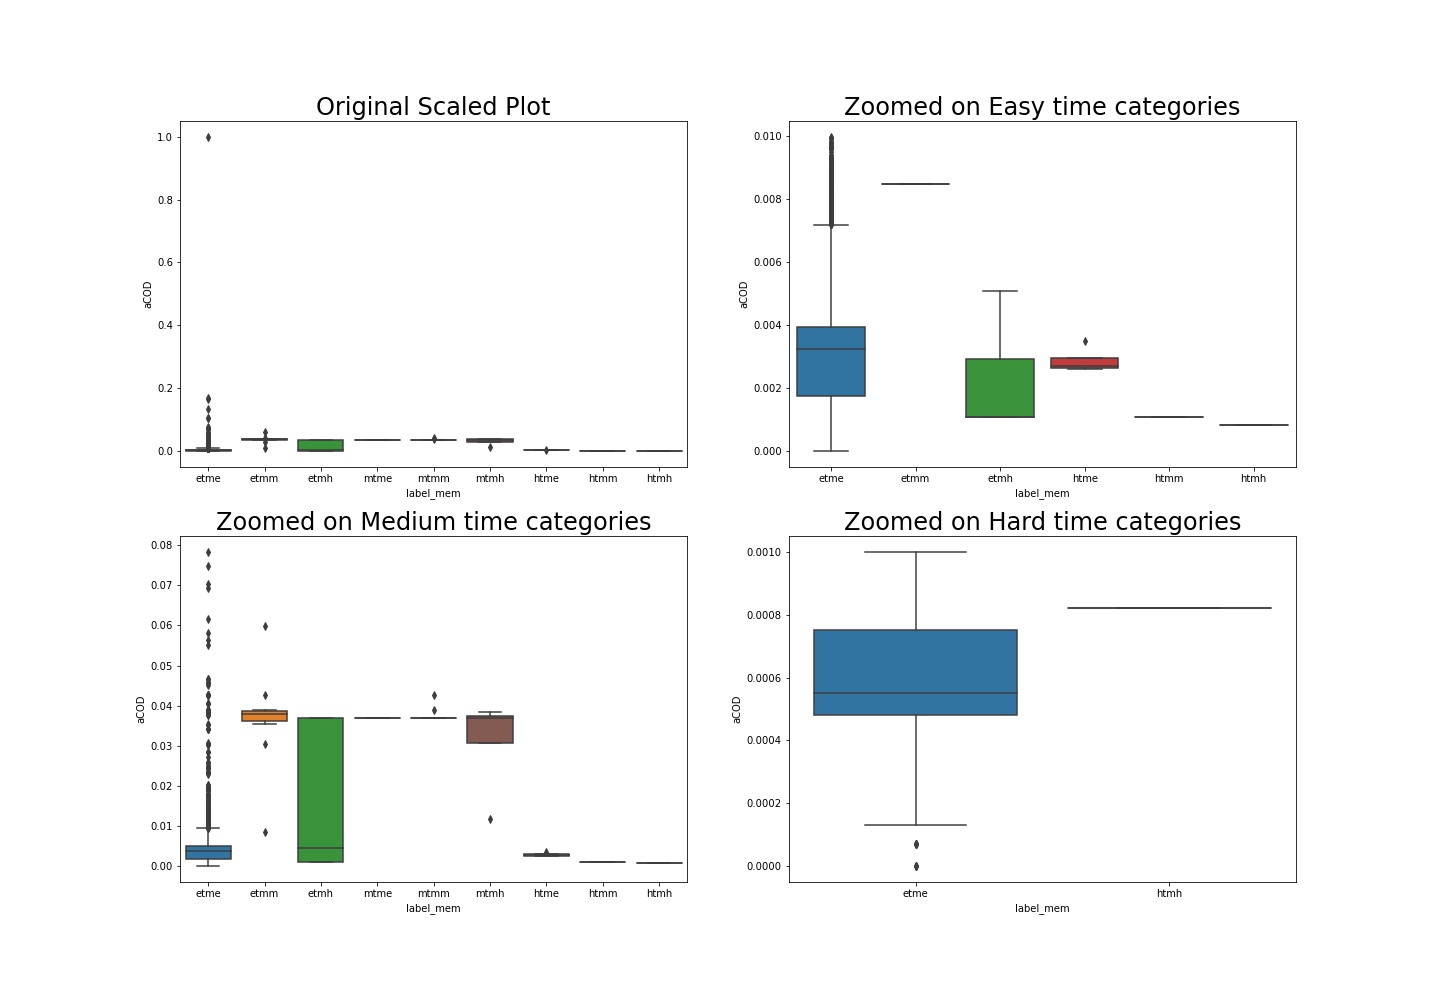 Original Scaled Plot
1.0
0.8
0.6
0.4
0.2
0.0
aCOD
etme etmm etmh mtme mtmm mtmh htme htmm htmh
label_mem
Zoomed on Easy time categories
0.010
0.008
0.006
0.004
0.002
0.000
aCOD
etme etmm etmh htme htmm htmh
label_mem
Zoomed on Medium time categories
0.08
0.07
0.06
0.05
0.04
0.03
0.02
0.01
0.00
aCOD
etme etmm etmh mtme mtmm mtmh htme htmm htmh
label_mem
Zoomed on Hard time categories
0.0010
0.0008
0.0006
0.0004
0.0002
0.0000
aCOD
etme htmh
label_mem